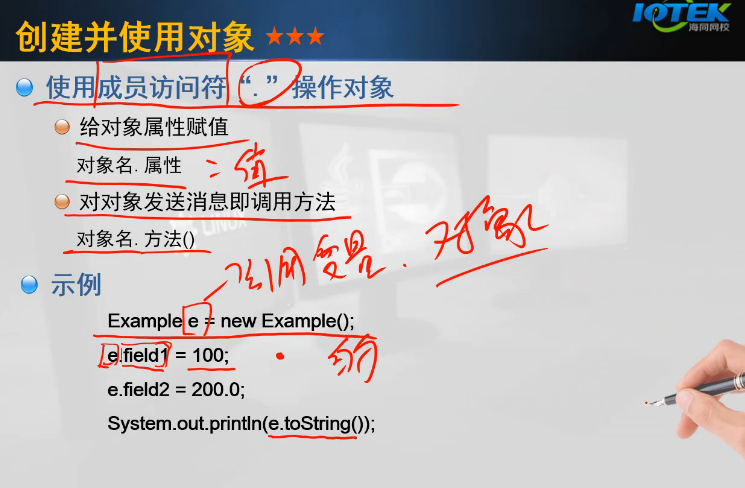 IOTEK
海同网校
创建并使用对象 ★★★
使用成员访问符“.”操作对象
给对象属性赋值
对象名.属性 = 值
对对象发送消息即调用方法
对象名.方法()
引用变量. 对象
示例
Example e = new Example();
e.field1 = 100;
e.field2 = 200.0;
System.out.println(e.toString());